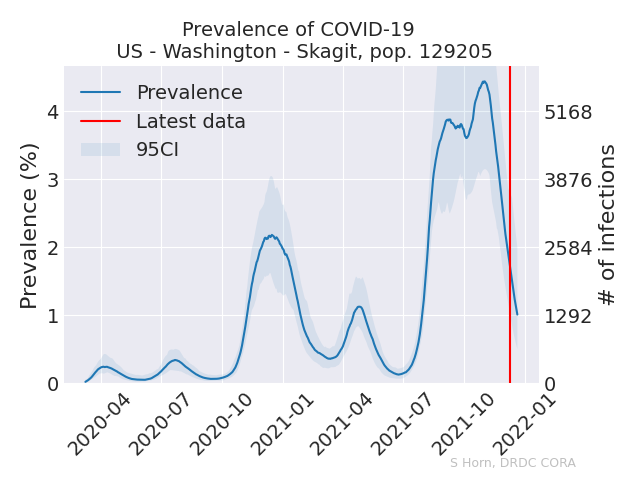 Prevalence of COVID-19
US - Washington - Skagit, pop. 129205
Prevalence
Latest data
95CI
Prevalence (%)
4
3
2
1
0
5168
3876
2584
1292
0
# of infections
2020-04
2020-07
2020-10
2021-01
2021-04
2021-07
2021-10
2022-01
S Horn, DRDC CORA